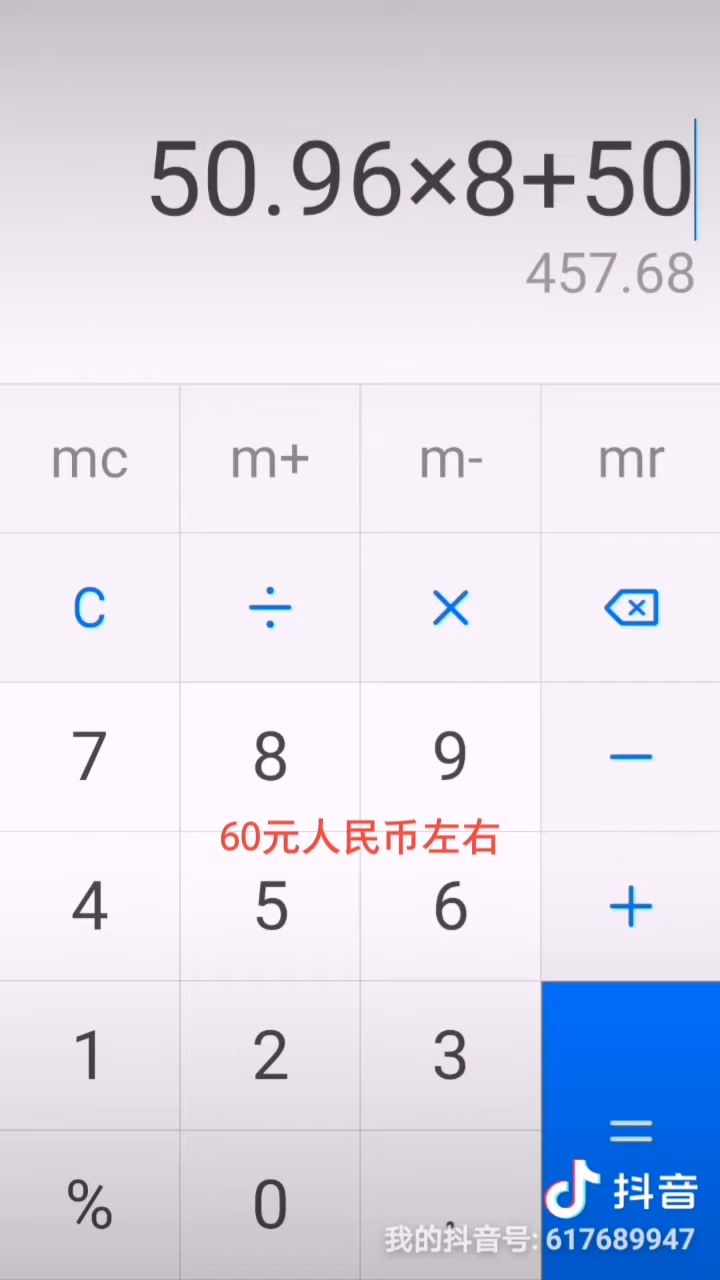 50.96×8+50
457.68
mc m+ m- mr
C ÷ ×
7 8 9 −
60元人民币左右
4 5 6 +
1 2 3
=
% 0 .
抖音
我的抖音号: 617689947